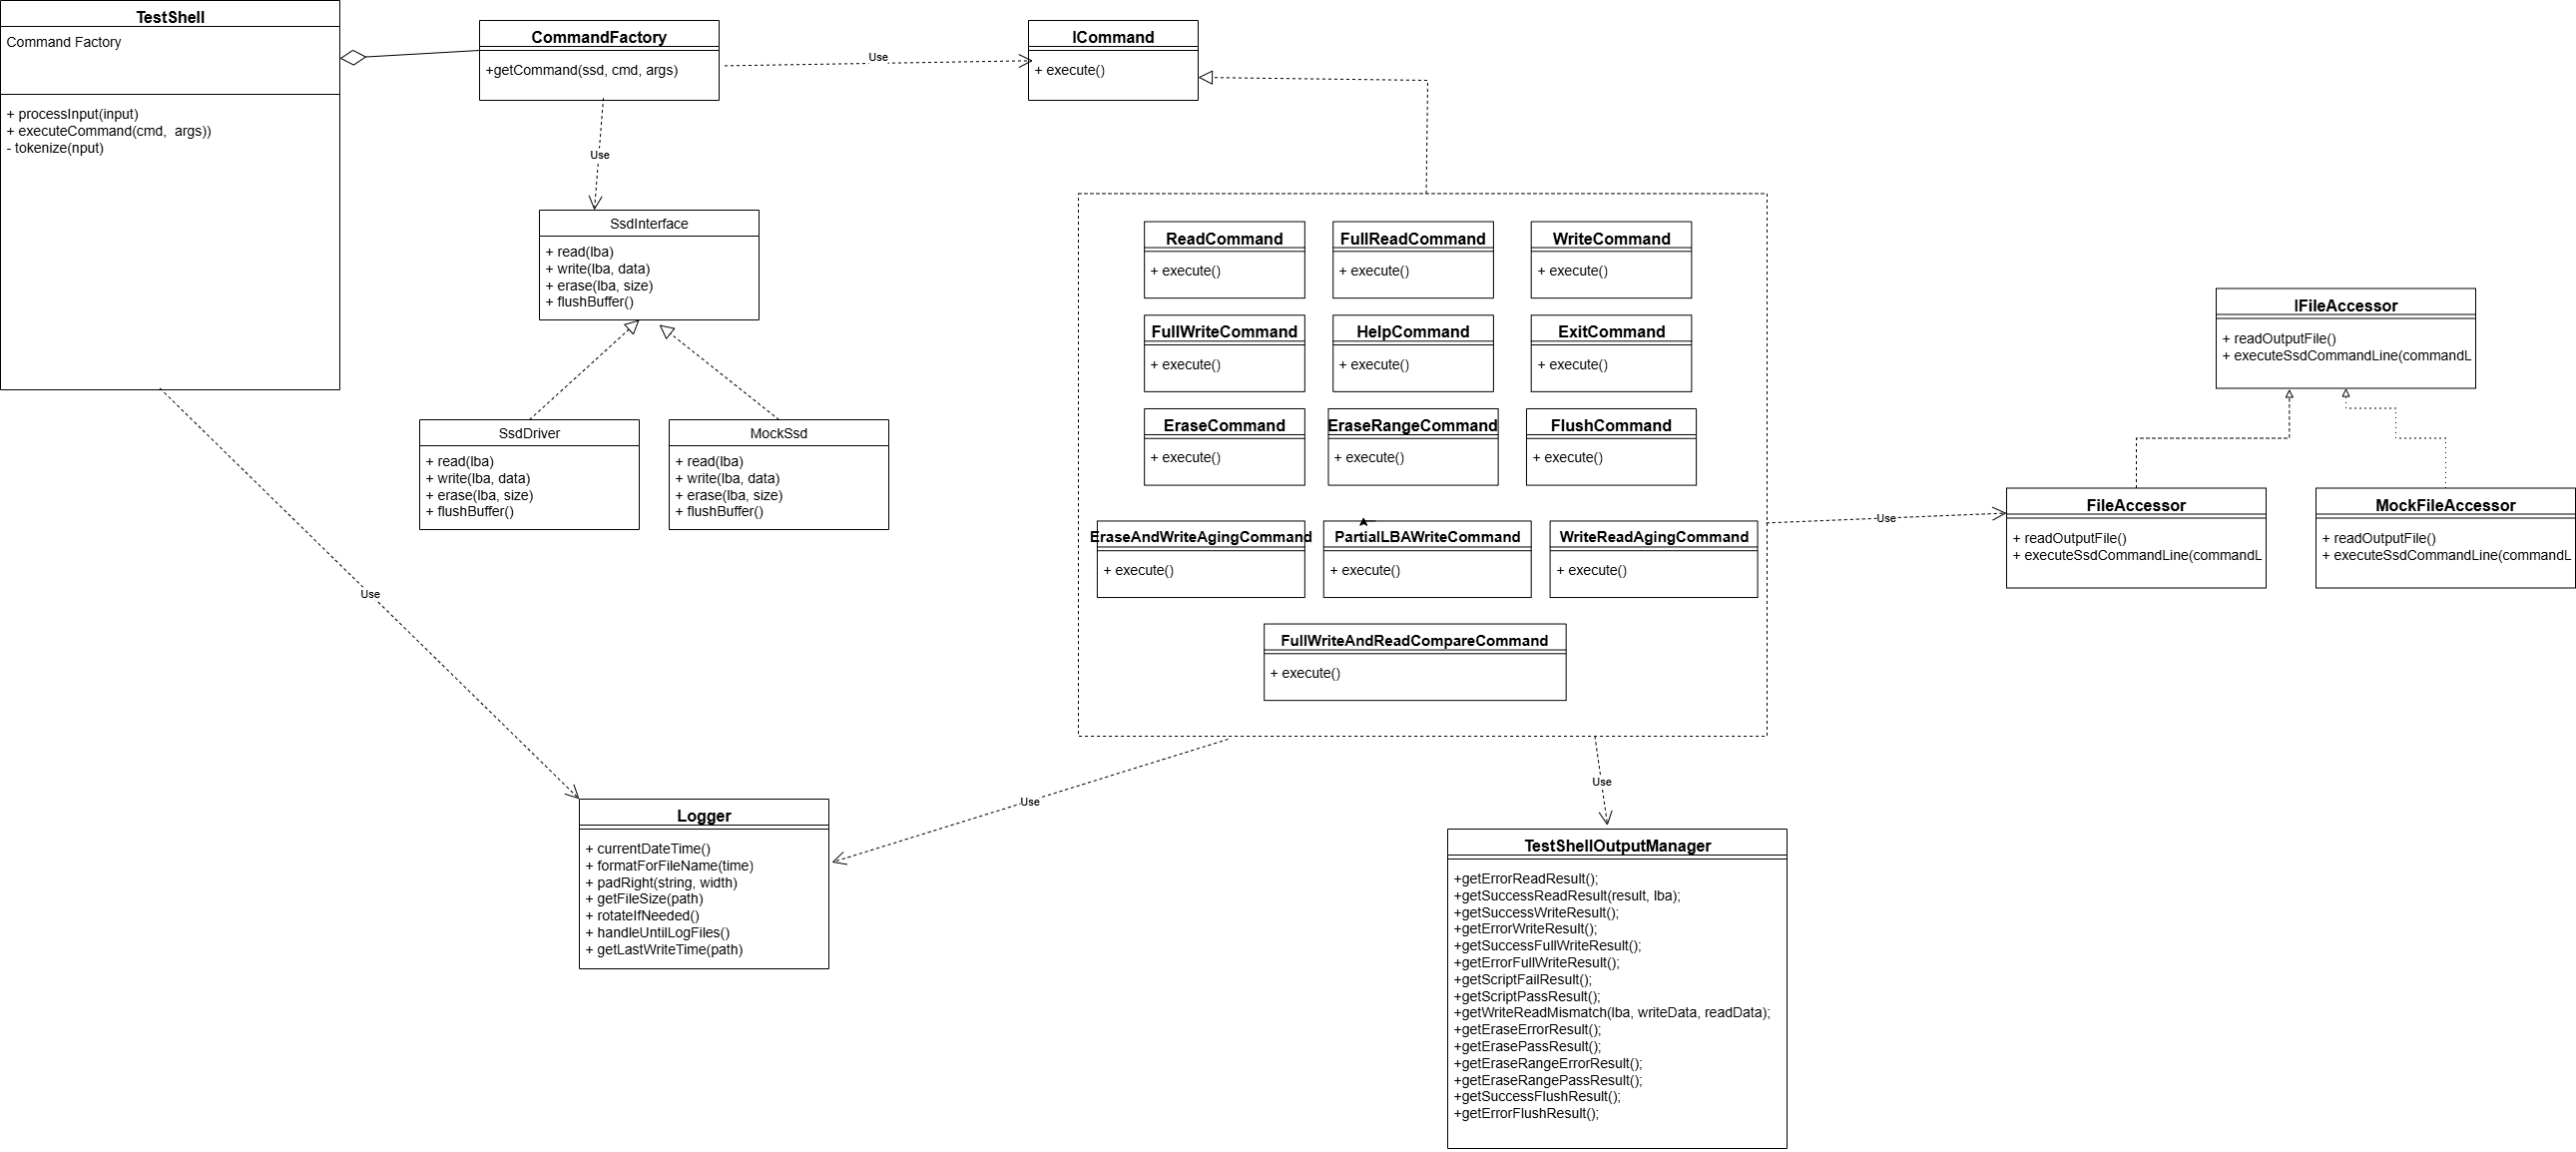 TestShell
Command Factory
+ processInput(input)
+ executeCommand(cmd,  args))
- tokenize(nput)
CommandFactory
+getCommand(ssd, cmd, args)
Use
ICommand
+ execute()
Use
SsdInterface
+ read(lba)
+ write(lba, data)
+ erase(lba, size)
+ flushBuffer()
SsdDriver
+ read(lba)
+ write(lba, data)
+ erase(lba, size)
+ flushBuffer()
MockSsd
+ read(lba)
+ write(lba, data)
+ erase(lba, size)
+ flushBuffer()
ReadCommand
+ execute()
FullReadCommand
+ execute()
WriteCommand
+ execute()
FullWriteCommand
+ execute()
HelpCommand
+ execute()
ExitCommand
+ execute()
EraseCommand
+ execute()
EraseRangeCommand
+ execute()
FlushCommand
+ execute()
EraseAndWriteAgingCommand
+ execute()
PartialLBAWriteCommand
+ execute()
WriteReadAgingCommand
+ execute()
FullWriteAndReadCompareCommand
+ execute()
Use
IFileAccessor
+ readOutputFile()
+ executeSsdCommandLine(commandL
FileAccessor
+ readOutputFile()
+ executeSsdCommandLine(commandL
MockFileAccessor
+ readOutputFile()
+ executeSsdCommandLine(commandL
Use
Use
Use
Logger
+ currentDateTime()
+ formatForFileName(time)
+ padRight(string, width)
+ getFileSize(path)
+ rotateIfNeeded()
+ handleUntilLogFiles()
+ getLastWriteTime(path)
TestShellOutputManager
+getErrorReadResult();
+getSuccessReadResult(result, lba);
+getSuccessWriteResult();
+getErrorWriteResult();
+getSuccessFullWriteResult();
+getErrorFullWriteResult();
+getScriptFailResult();
+getScriptPassResult();
+getWriteReadMismatch(lba, writeData, readData);
+getEraseErrorResult();
+getErasePassResult();
+getEraseRangeErrorResult();
+getEraseRangePassResult();
+getSuccessFlushResult();
+getErrorFlushResult();